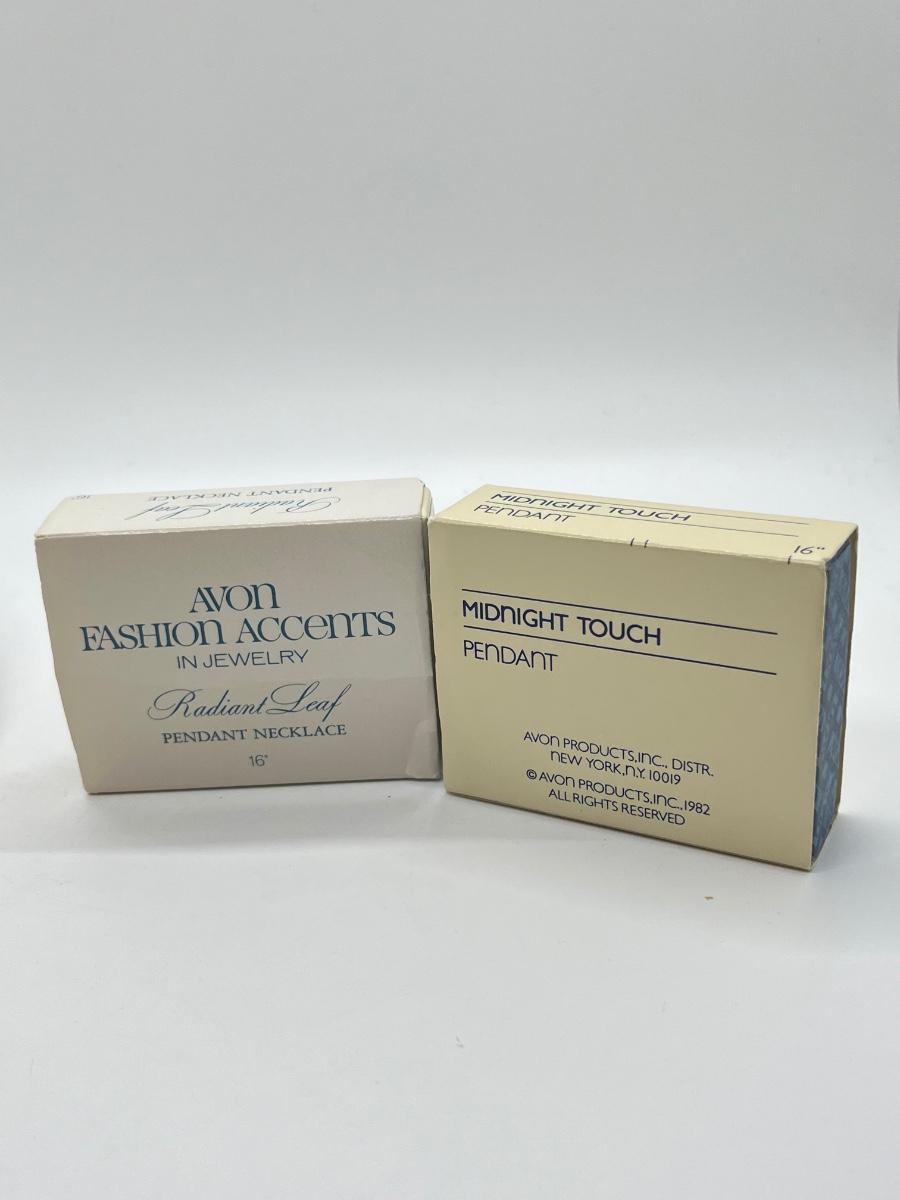 16"
Radiant Leaf
PENDANT NECKLACE
AVON
FASHION ACCENTS
IN JEWELRY
Radiant Leaf
PENDANT NECKLACE
16"
MIDNIGHT TOUCH
PENDANT
16"
MIDNIGHT TOUCH
PENDANT
AVON PRODUCTS,INC., DISTR.
NEW YORK,N.Y. 10019
© AVON PRODUCTS,INC.,1982
ALL RIGHTS RESERVED